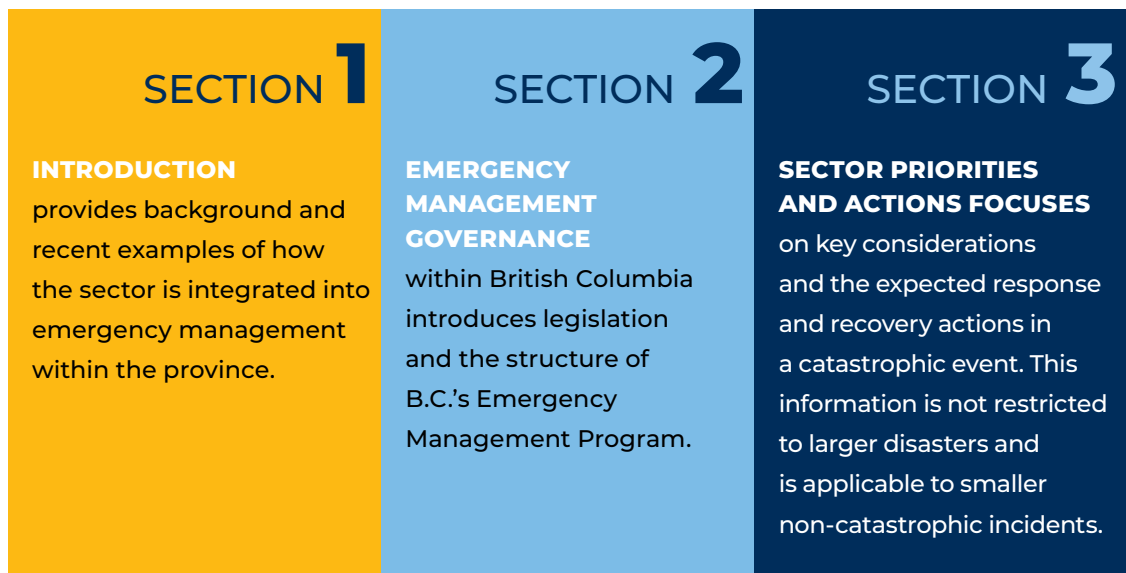 SECTION 1
INTRODUCTION
provides background and
recent examples of how
the sector is integrated into
emergency management
within the province.
SECTION 2
EMERGENCY
MANAGEMENT
GOVERNANCE
within British Columbia
introduces legislation
and the structure of
B.C.’s Emergency
Management Program.
SECTION 3
SECTOR PRIORITIES
AND ACTIONS FOCUSES
on key considerations
and the expected response
and recovery actions in
a catastrophic event. This
information is not restricted
to larger disasters and
is applicable to smaller
non-catastrophic incidents.